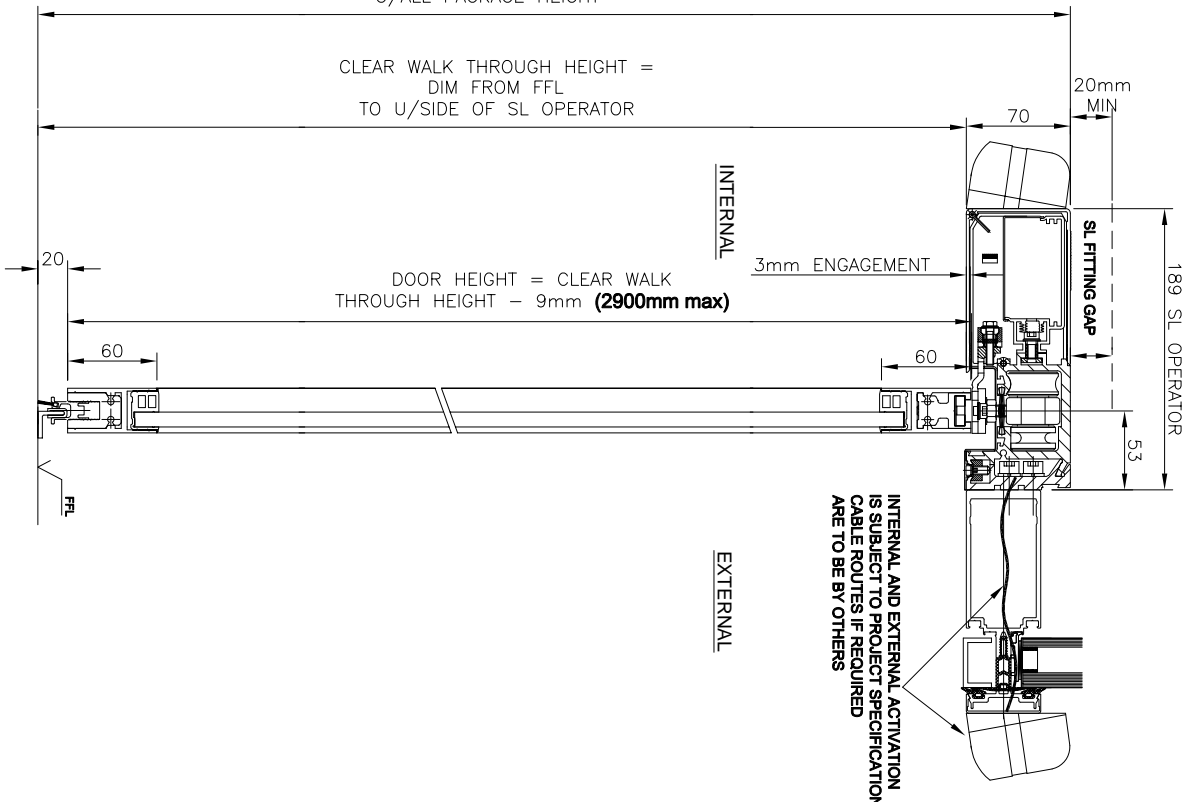 CLEAR WALK THROUGH HEIGHT =
DIM FROM FFL
TO U/SIDE OF SL OPERATOR
20mm
MIN
70
INTERNAL
SL FITTING GAP
189 SL OPERATOR
20
3mm ENGAGEMENT
DOOR HEIGHT = CLEAR WALK
THROUGH HEIGHT - 9mm (2900mm max)
60
60
53
FFL
EXTERNAL
INTERNAL AND EXTERNAL ACTIVATION
IS SUBJECT TO PROJECT SPECIFICATION
CABLE ROUTES IF REQUIRED
ARE TO BE BY OTHERS